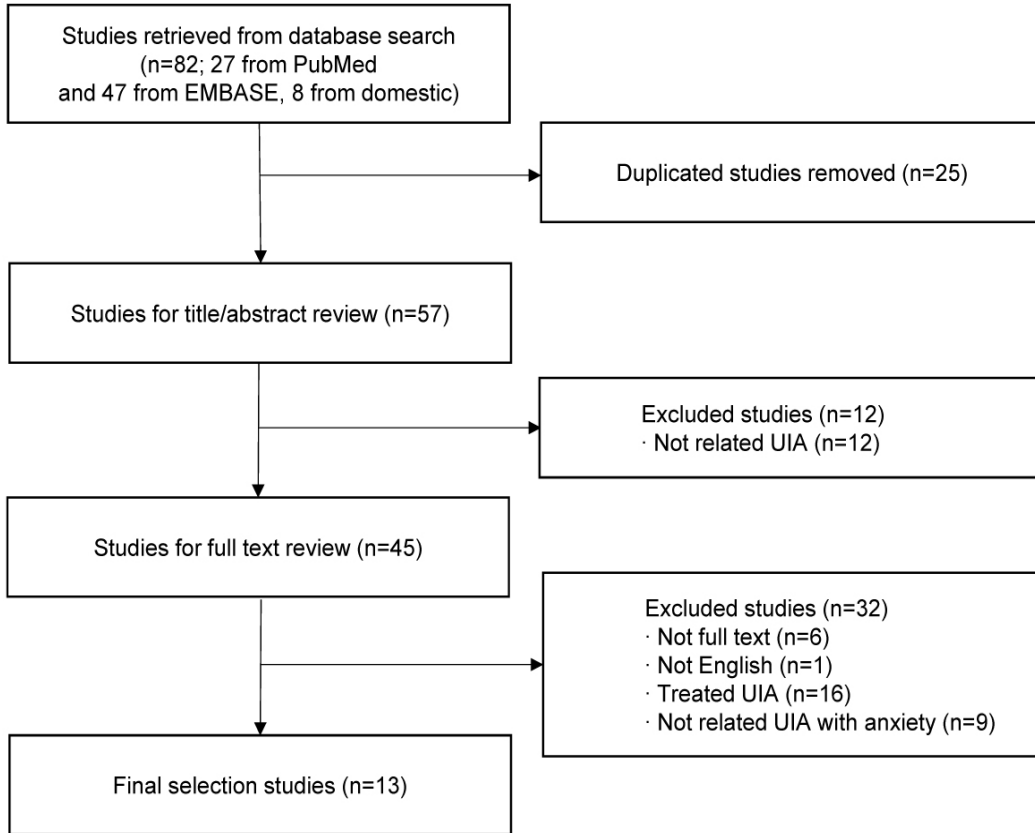 Studies retrieved from database search
(n=82; 27 from PubMed
and 47 from EMBASE, 8 from domestic)
Duplicated studies removed (n=25)
Studies for title/abstract review (n=57)
Excluded studies (n=12)
· Not related UIA (n=12)
Studies for full text review (n=45)
Excluded studies (n=32)
· Not full text (n=6)
· Not English (n=1)
· Treated UIA (n=16)
· Not related UIA with anxiety (n=9)
Final selection studies (n=13)